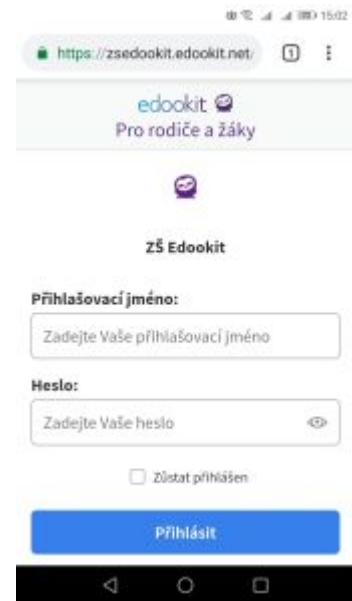 15:02
https://zsedookit.edookit.net/
1
edookit
Pro rodiče a žáky
ZŠ Edookit
Přihlašovací jméno:
Zadejte Vaše přihlašovací jméno
Heslo:
Zadejte Vaše heslo
Zůstat přihlášen
Přihlásit